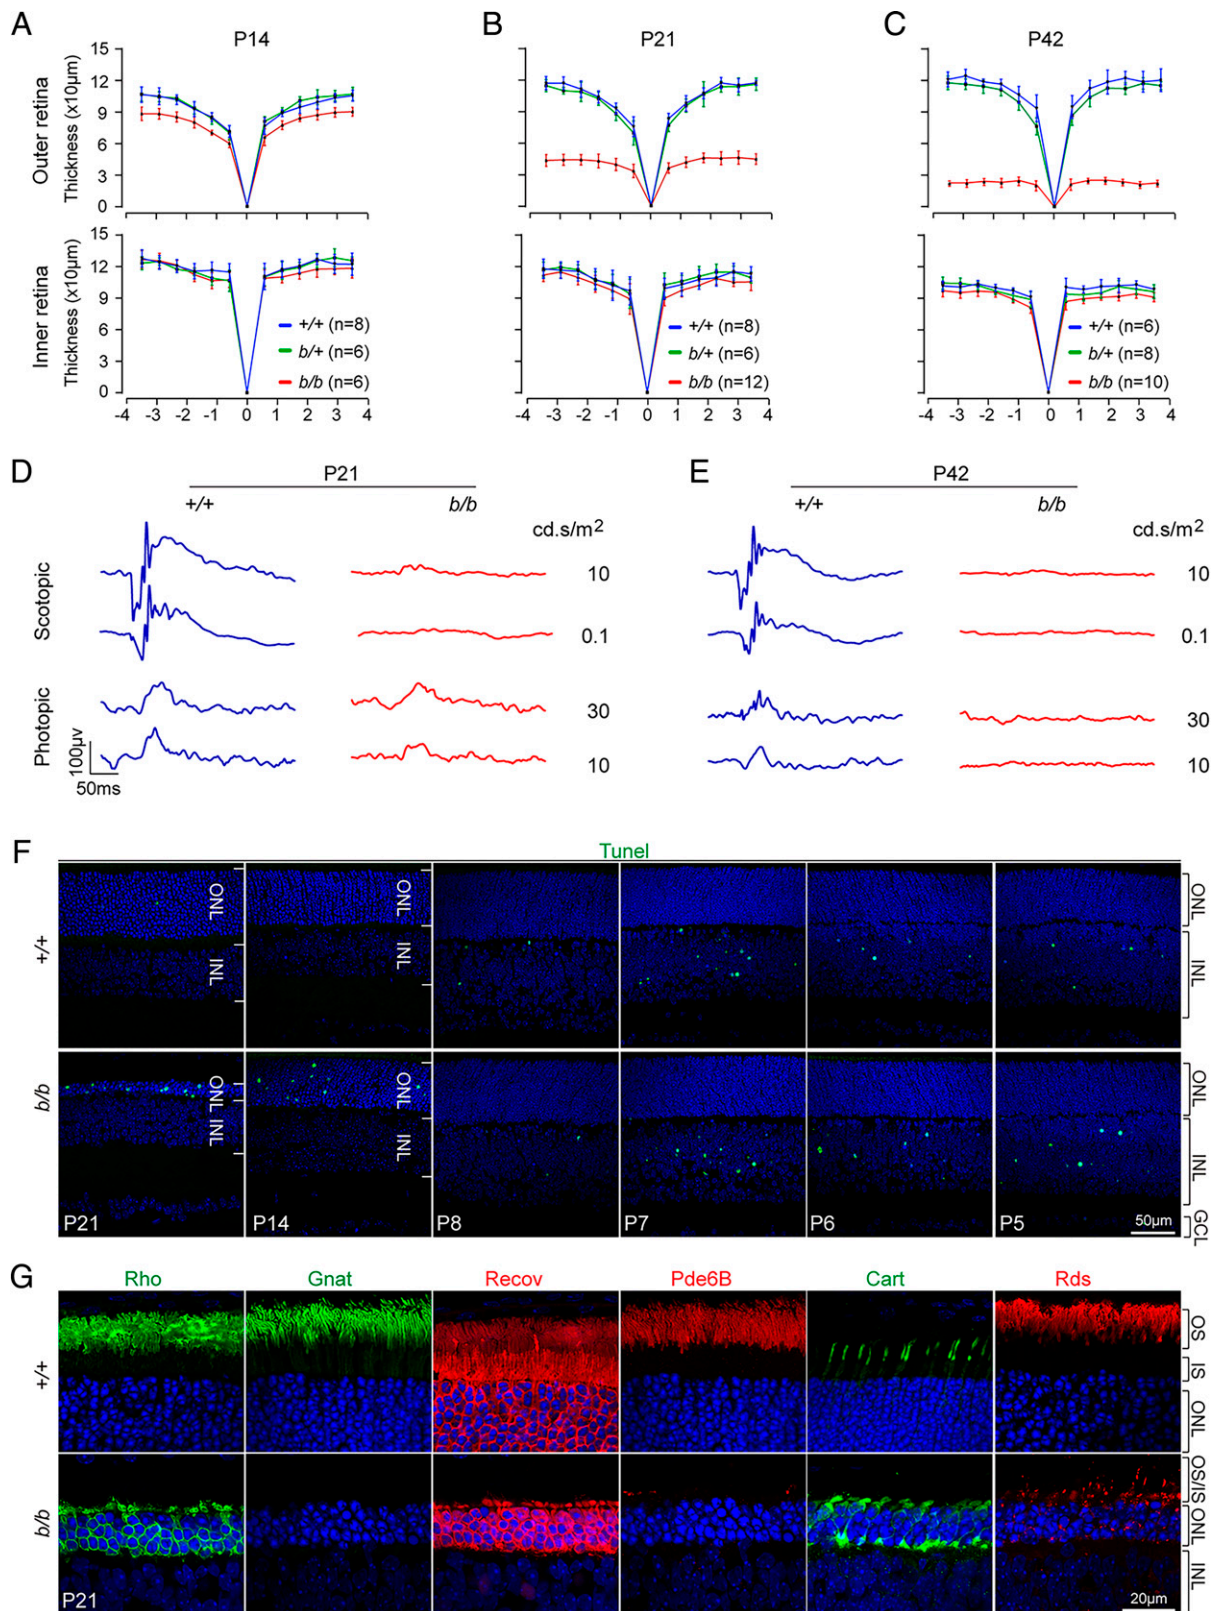 A P14
B P21
C P42
Outer retina
Thickness (x10µm)
15
12
9
6
3
0
Inner retina
Thickness (x10µm)
15
12
9
6
3
0
+/+ (n=8)
b/+ (n=6)
b/b (n=6)
-4 -3 -2 -1 0 1 2 3 4
+/+ (n=8)
b/+ (n=6)
b/b (n=12)
-4 -3 -2 -1 0 1 2 3 4
+/+ (n=6)
b/+ (n=8)
b/b (n=10)
-4 -3 -2 -1 0 1 2 3 4
D P21
+/+ b/b
cd.s/m²
E P42
+/+ b/b
cd.s/m²
Scotopic
10 10
0.1 0.1
Photopic
30 30
10 10
100µv
50ms
F Tunel
+/+
ONL ONL ONL
INL INL INL
b/b
ONL ONL ONL
INL INL INL
GCL
P21 P14 P8 P7 P6 P5
50µm
G Rho Gnat Recov Pde6B Cart Rds
+/+
OS
IS
ONL
b/b
OS/IS
ONL
INL
P21
20µm